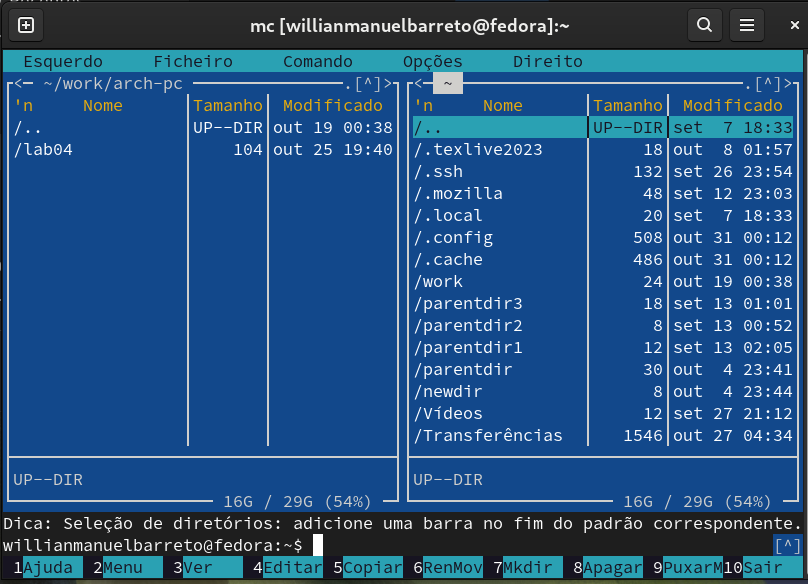 mc [willianmanuelbarreto@fedora]:~
Esquerdo Ficheiro Comando Opções Direito
<- ~/work/arch-pc .[^]> <- ~ .[^]>
'n Nome Tamanho Modificado 'n Nome Tamanho Modificado
/.. UP--DIR out 19 00:38 /.. UP--DIR set 7 18:33
/lab04 104 out 25 19:40 /.texlive2023 18 out 8 01:57
/.ssh 132 set 26 23:54
/.mozilla 48 set 12 23:03
/.local 20 set 7 18:33
/.config 508 out 31 00:12
/.cache 486 out 31 00:12
/work 24 out 19 00:38
/parentdir3 18 set 13 01:01
/parentdir2 8 set 13 00:52
/parentdir1 12 set 13 02:05
/parentdir 30 out 4 23:41
/newdir 8 out 4 23:44
/Vídeos 12 set 27 21:12
/Transferências 1546 out 27 04:34
UP--DIR UP--DIR
16G / 29G (54%) 16G / 29G (54%)
Dica: Seleção de diretórios: adicione uma barra no fim do padrão correspondente.
willianmanuelbarreto@fedora:~$ [^]
1Ajuda 2Menu 3Ver 4Editar 5Copiar 6RenMov 7Mkdir 8Apagar 9PuxarM 10Sair